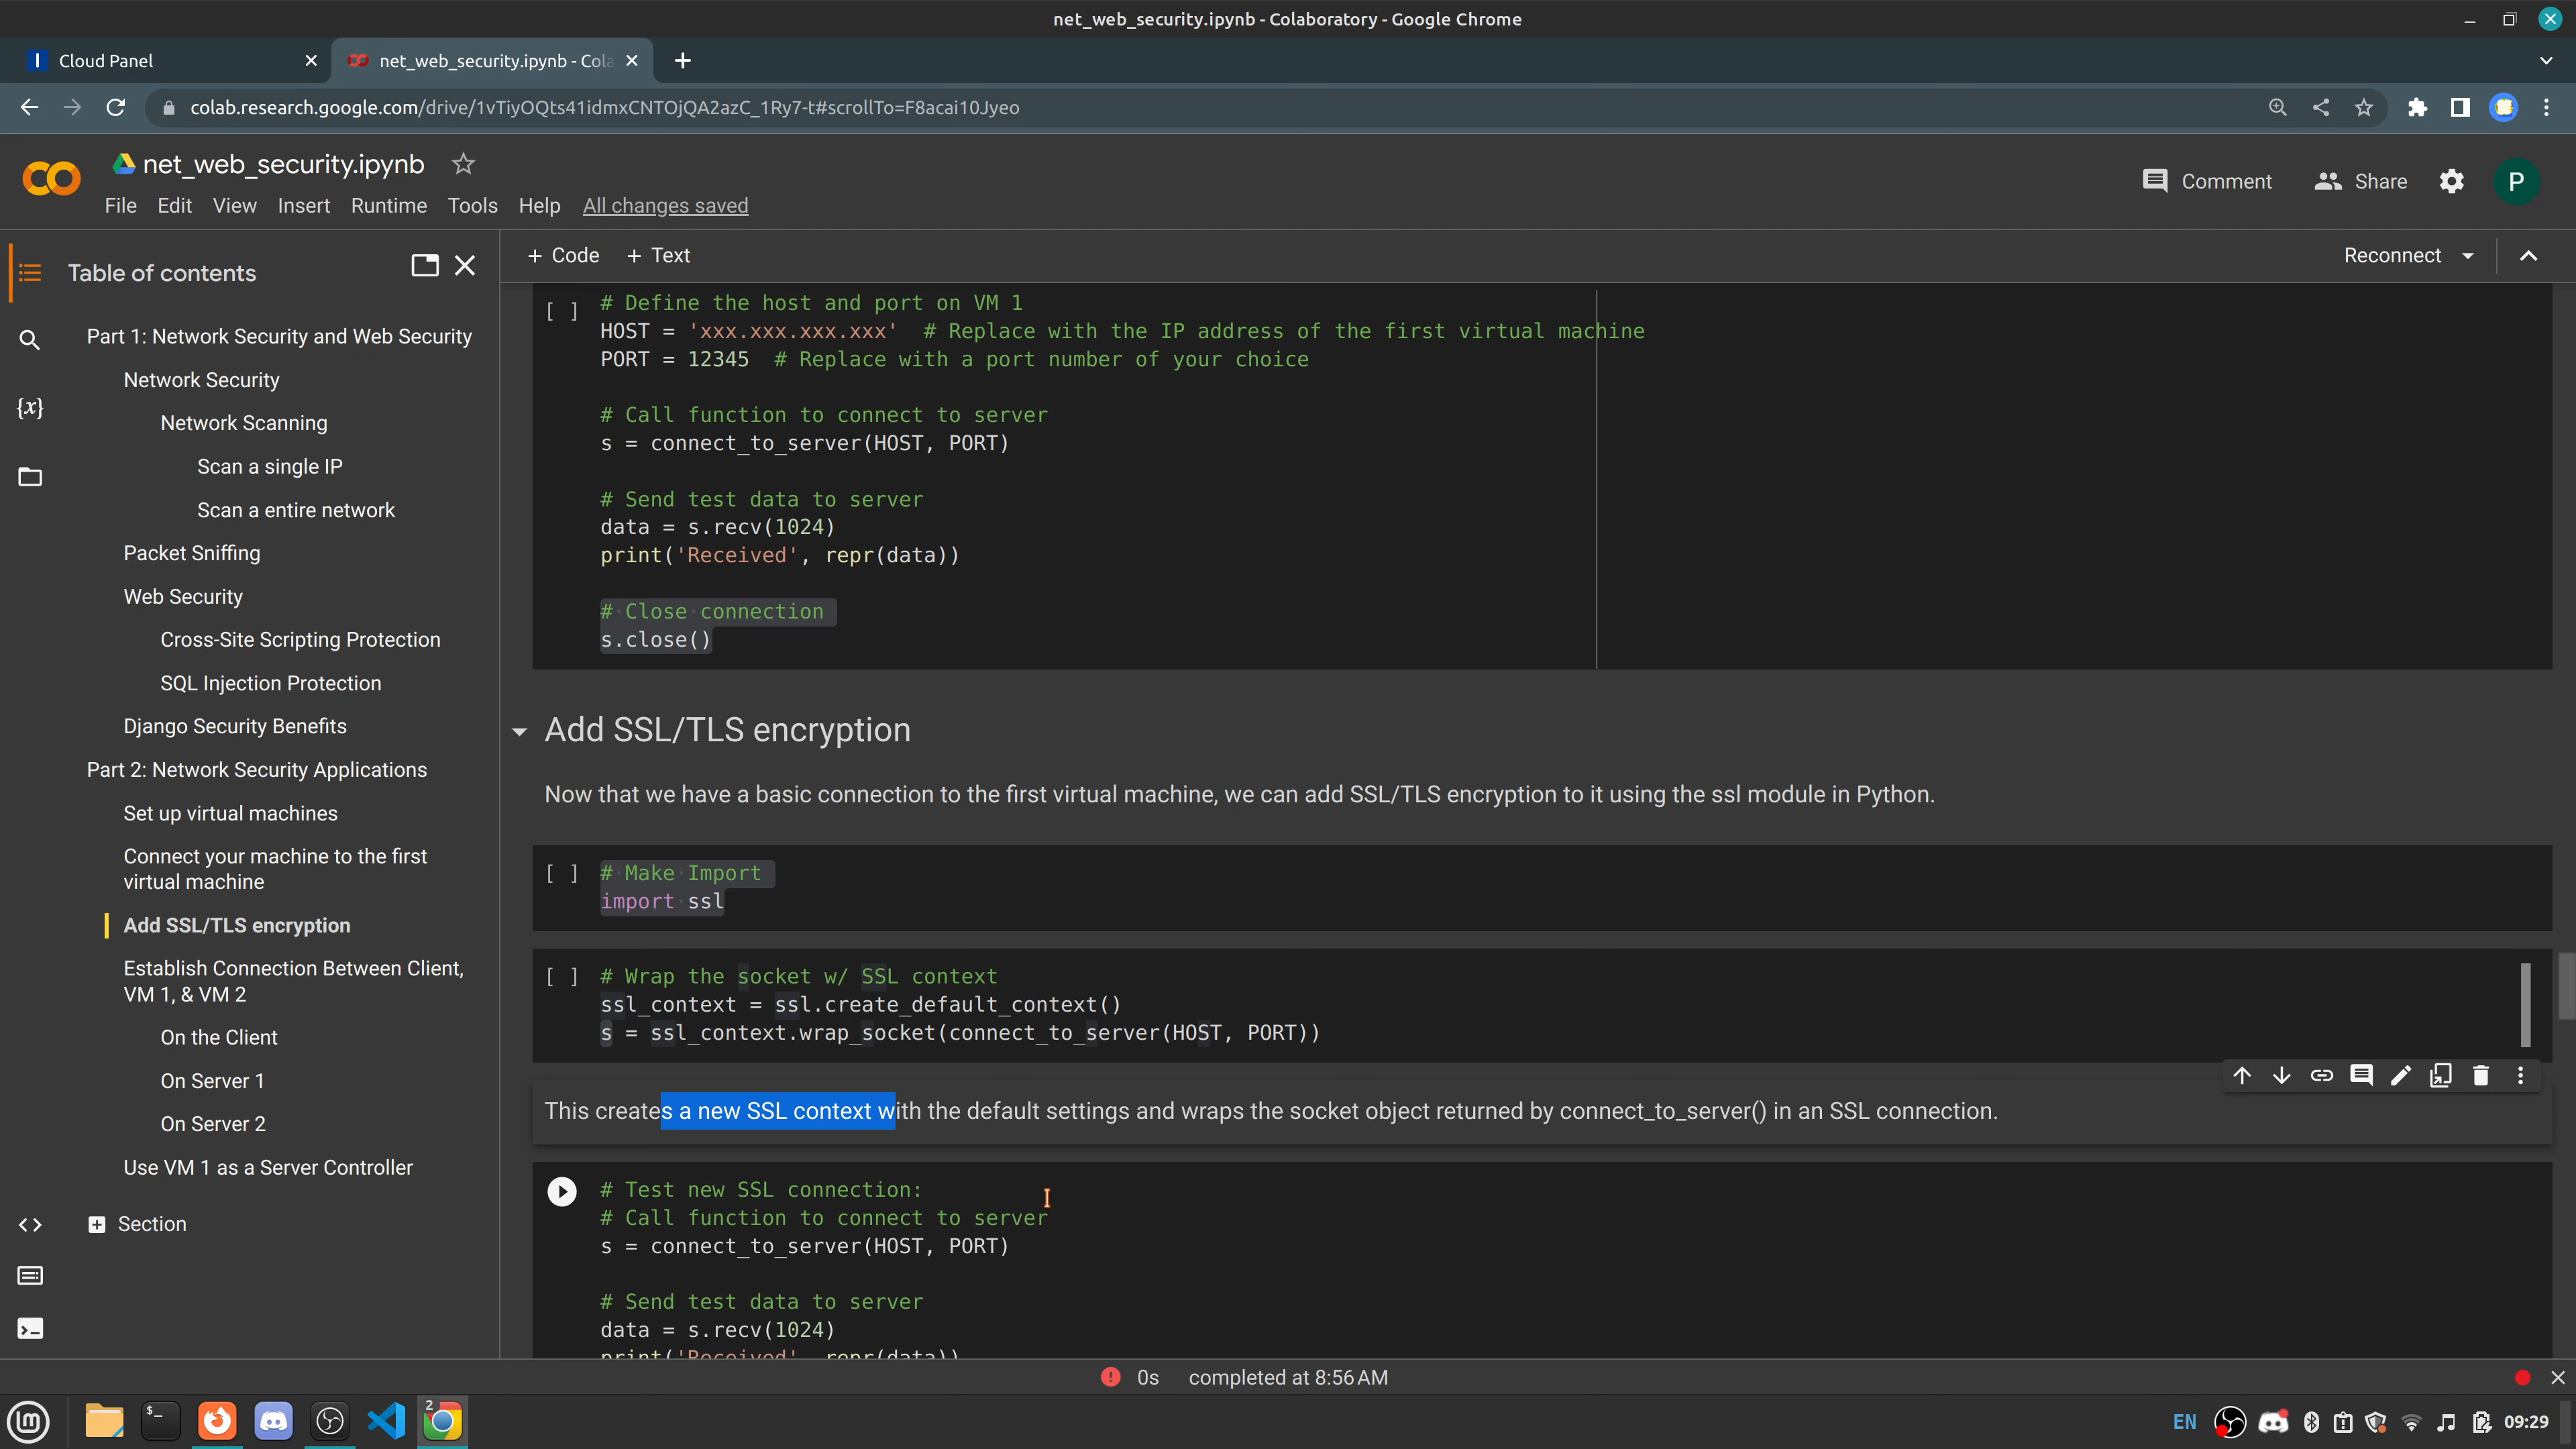 net_web_security.ipynb - Colaboratory - Google Chrome
Cloud Panel
net_web_security.ipynb - Cola
colab.research.google.com/drive/1vTiyOQts41idmxCNTOjQA2azC_1Ry7-t#scrollTo=F8acai10Jyeo
net_web_security.ipynb
File Edit View Insert Runtime Tools Help All changes saved
Comment Share P
Table of contents
+ Code + Text
Reconnect
Part 1: Network Security and Web Security
Network Security
Network Scanning
Scan a single IP
Scan a entire network
Packet Sniffing
Web Security
Cross-Site Scripting Protection
SQL Injection Protection
Django Security Benefits
Part 2: Network Security Applications
Set up virtual machines
Connect your machine to the first
virtual machine
Add SSL/TLS encryption
Establish Connection Between Client,
VM 1, & VM 2
On the Client
On Server 1
On Server 2
Use VM 1 as a Server Controller
Section
{x}
[ ] # Define the host and port on VM 1
HOST = 'xxx.xxx.xxx.xxx' # Replace with the IP address of the first virtual machine
PORT = 12345 # Replace with a port number of your choice
# Call function to connect to server
s = connect_to_server(HOST, PORT)
# Send test data to server
data = s.recv(1024)
print('Received', repr(data))
# Close connection
s.close()
Add SSL/TLS encryption
Now that we have a basic connection to the first virtual machine, we can add SSL/TLS encryption to it using the ssl module in Python.
[ ] # Make Import
import ssl
[ ] # Wrap the socket w/ SSL context
ssl_context = ssl.create_default_context()
s = ssl_context.wrap_socket(connect_to_server(HOST, PORT))
This creates a new SSL context with the default settings and wraps the socket object returned by connect_to_server() in an SSL connection.
# Test new SSL connection:
# Call function to connect to server
s = connect_to_server(HOST, PORT)
# Send test data to server
data = s.recv(1024)
print('Received', repr(data))
0s completed at 8:56 AM
2
EN
09:29